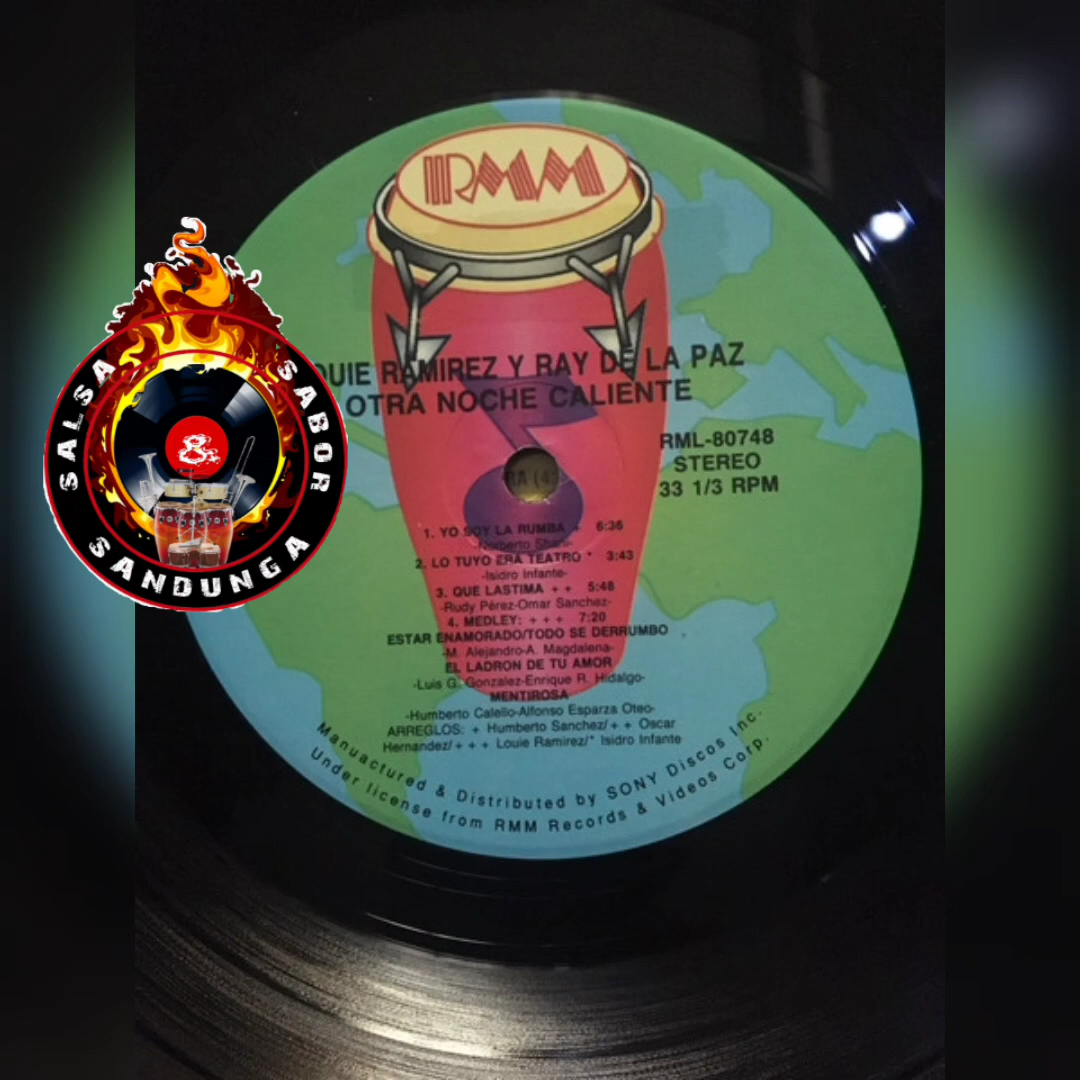 RMM
RAMIREZ Y RAY DE LA PAZ
OTRA NOCHE CALIENTE
RML-80748
STEREO
33 1/3 RPM
1. YO SOY LA RUMBA + 6:36
2. LO TUYO ERA TEATRO * 3:43
-Isidro Infante-
3. QUE LASTIMA + + 5:48
-Rudy Pérez-Omar Sanchez-
4. MEDLEY: + + + 7:20
ESTAR ENAMORADO/TODO SE DERRUMBO
-M. Alejandro-A. Magdalena-
EL LADRON DE TU AMOR
-Luis G. Gonzalez-Enrique R. Hidalgo-
MENTIROSA
-Humberto Calello-Alfonso Esparza Oteo-
ARREGLOS: + Humberto Sanchez/+ + Oscar
Hernandez/+ + + Louie Ramirez/* Isidro Infante
Manuactured & Distributed by SONY Discos Inc.
Under license from RMM Records & Videos Corp.
SALSA SABOR
SANDUNGA